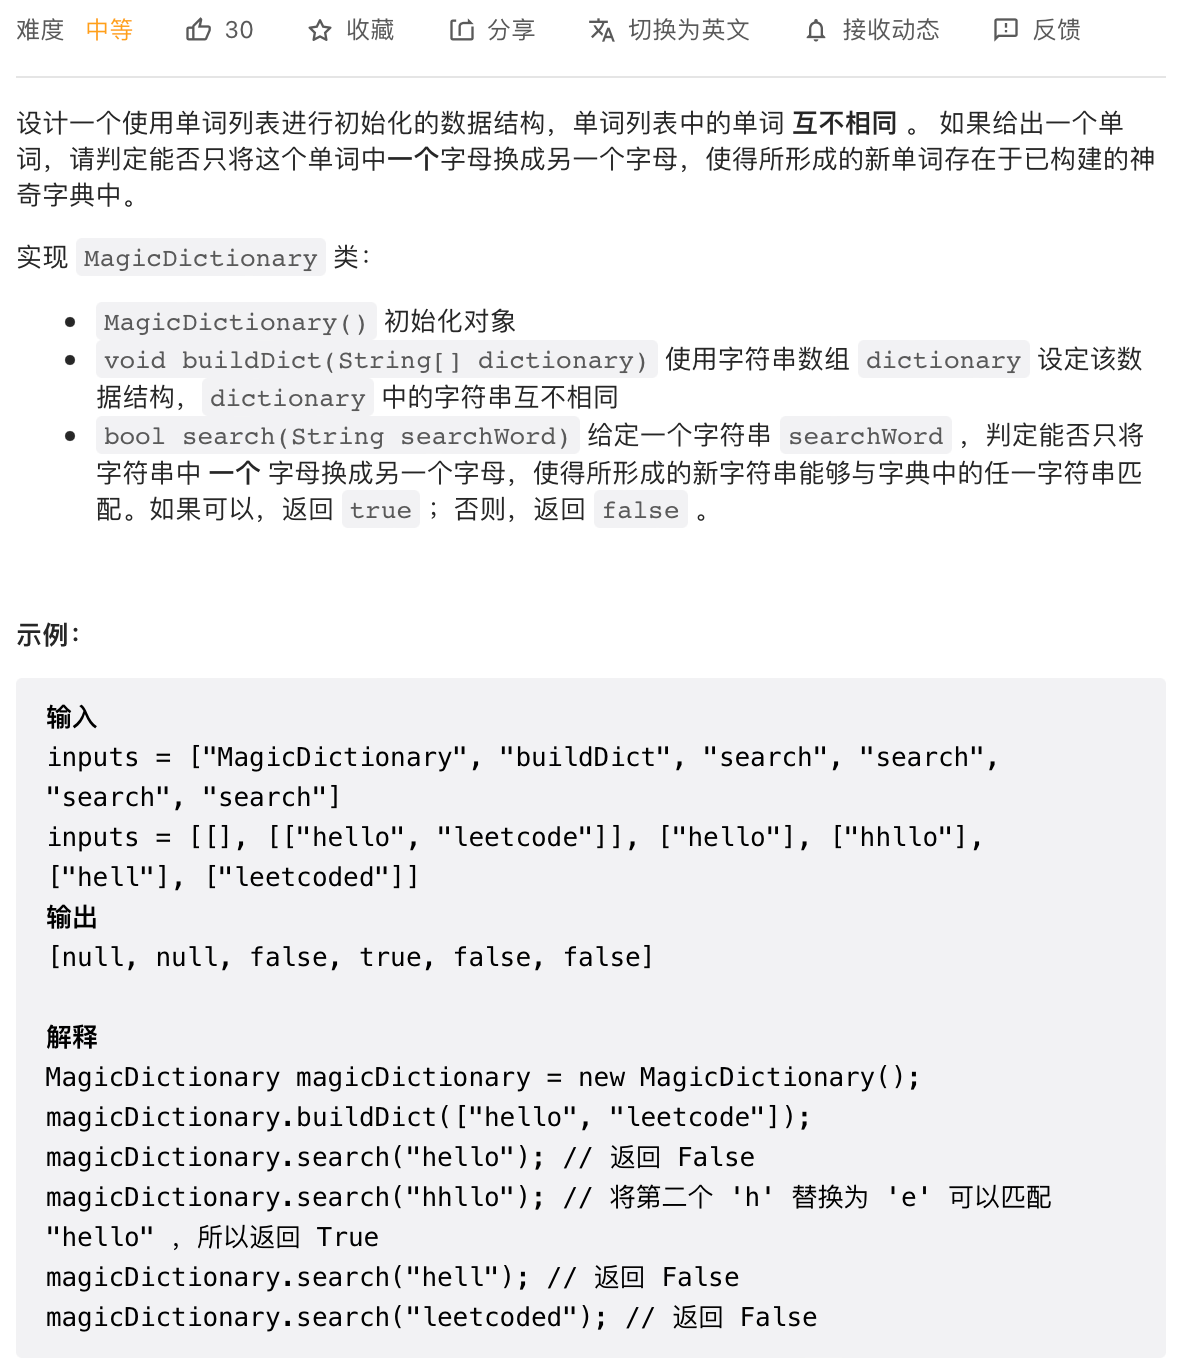 难度 中等 30 收藏 分享 切换为英文 接收动态 反馈
设计一个使用单词列表进行初始化的数据结构，单词列表中的单词 互不相同 。 如果给出一个单
词，请判定能否只将这个单词中一个字母换成另一个字母，使得所形成的新单词存在于已构建的神
奇字典中。
实现 MagicDictionary 类：
MagicDictionary() 初始化对象
void buildDict(String[] dictionary) 使用字符串数组 dictionary 设定该数
据结构， dictionary 中的字符串互不相同
bool search(String searchWord) 给定一个字符串 searchWord ，判定能否只将
字符串中 一个 字母换成另一个字母，使得所形成的新字符串能够与字典中的任一字符串匹
配。如果可以，返回 true ；否则，返回 false 。
示例：
输入
inputs = ["MagicDictionary", "buildDict", "search", "search",
"search", "search"]
inputs = [[], [["hello", "leetcode"]], ["hello"], ["hhllo"],
["hell"], ["leetcoded"]]
输出
[null, null, false, true, false, false]
解释
MagicDictionary magicDictionary = new MagicDictionary();
magicDictionary.buildDict(["hello", "leetcode"]);
magicDictionary.search("hello"); // 返回 False
magicDictionary.search("hhllo"); // 将第二个 'h' 替换为 'e' 可以匹配
"hello" ，所以返回 True
magicDictionary.search("hell"); // 返回 False
magicDictionary.search("leetcoded"); // 返回 False